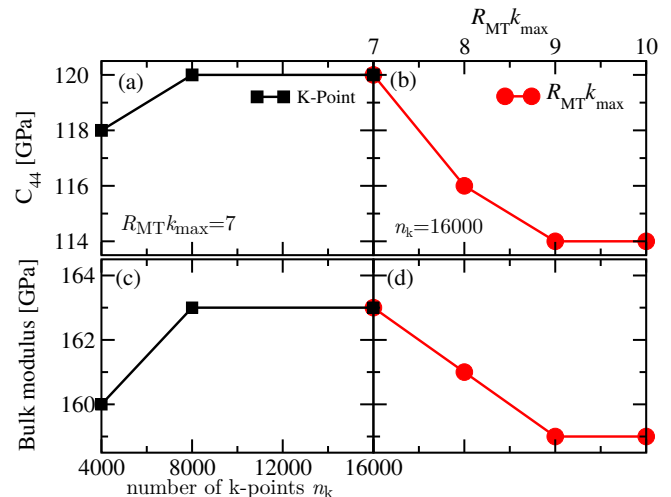 R_MT k_max
7 8 9 10
120 (a) (b)
K-Point R_MT k_max
118
C_44 [GPa]
116
R_MT k_max=7 n_k=16000
114
164 (c) (d)
162
Bulk modulus [GPa]
160
4000 8000 12000 16000
number of k-points n_k